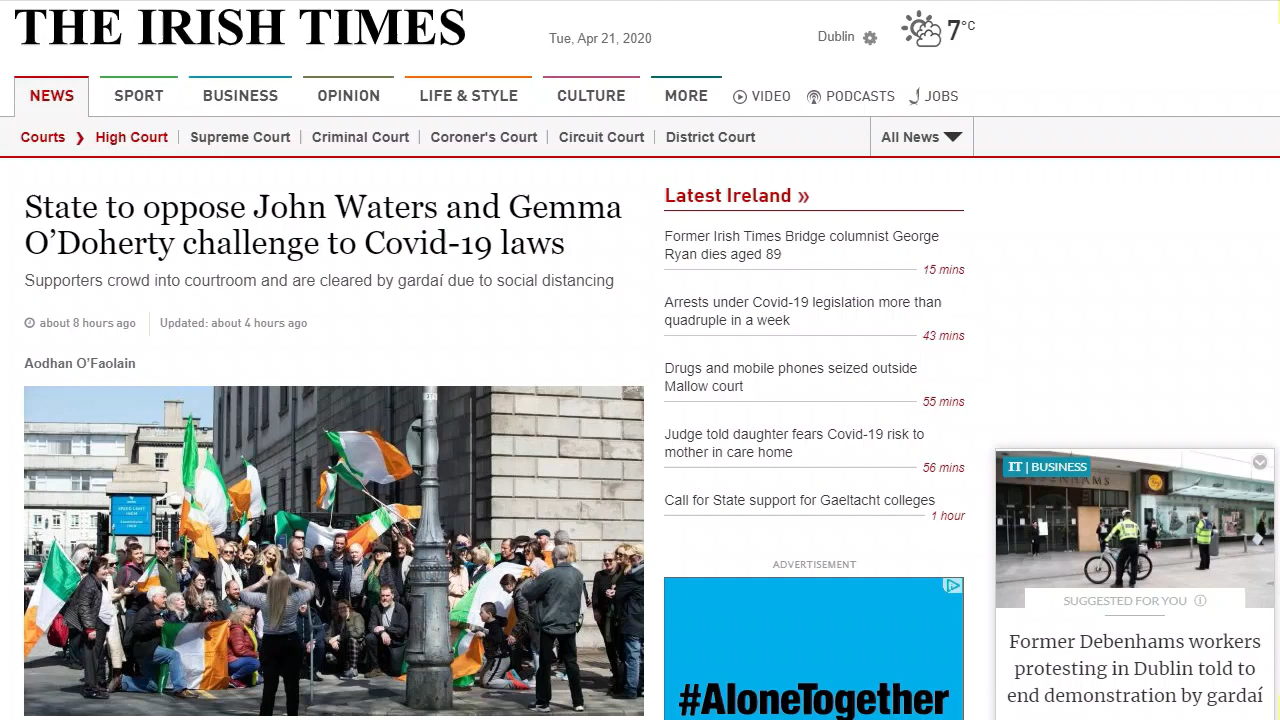 THE IRISH TIMES
Tue, Apr 21, 2020
Dublin
7°C
NEWS SPORT BUSINESS OPINION LIFE & STYLE CULTURE MORE VIDEO PODCASTS JOBS
Courts ❯ High Court | Supreme Court | Criminal Court | Coroner's Court | Circuit Court | District Court
All News
State to oppose John Waters and Gemma
O’Doherty challenge to Covid-19 laws
Supporters crowd into courtroom and are cleared by gardaí due to social distancing
about 8 hours ago
Updated: about 4 hours ago
Aodhan O'Faolain
Latest Ireland »
Former Irish Times Bridge columnist George
Ryan dies aged 89
15 mins
Arrests under Covid-19 legislation more than
quadruple in a week
43 mins
Drugs and mobile phones seized outside
Mallow court
55 mins
Judge told daughter fears Covid-19 risk to
mother in care home
56 mins
Call for State support for Gaeltacht colleges
1 hour
ADVERTISEMENT
#AloneTogether
IT | BUSINESS
SUGGESTED FOR YOU
Former Debenhams workers
protesting in Dublin told to
end demonstration by gardaí